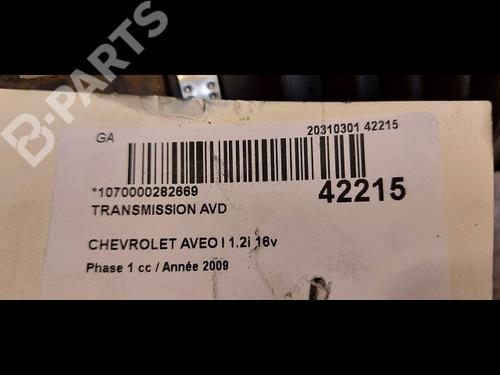 B-PARTS
GA
20310301 42215
*1070000282669
42215
TRANSMISSION AVD
CHEVROLET AVEO I 1.2i 16v
Phase 1 cc / Année 2009